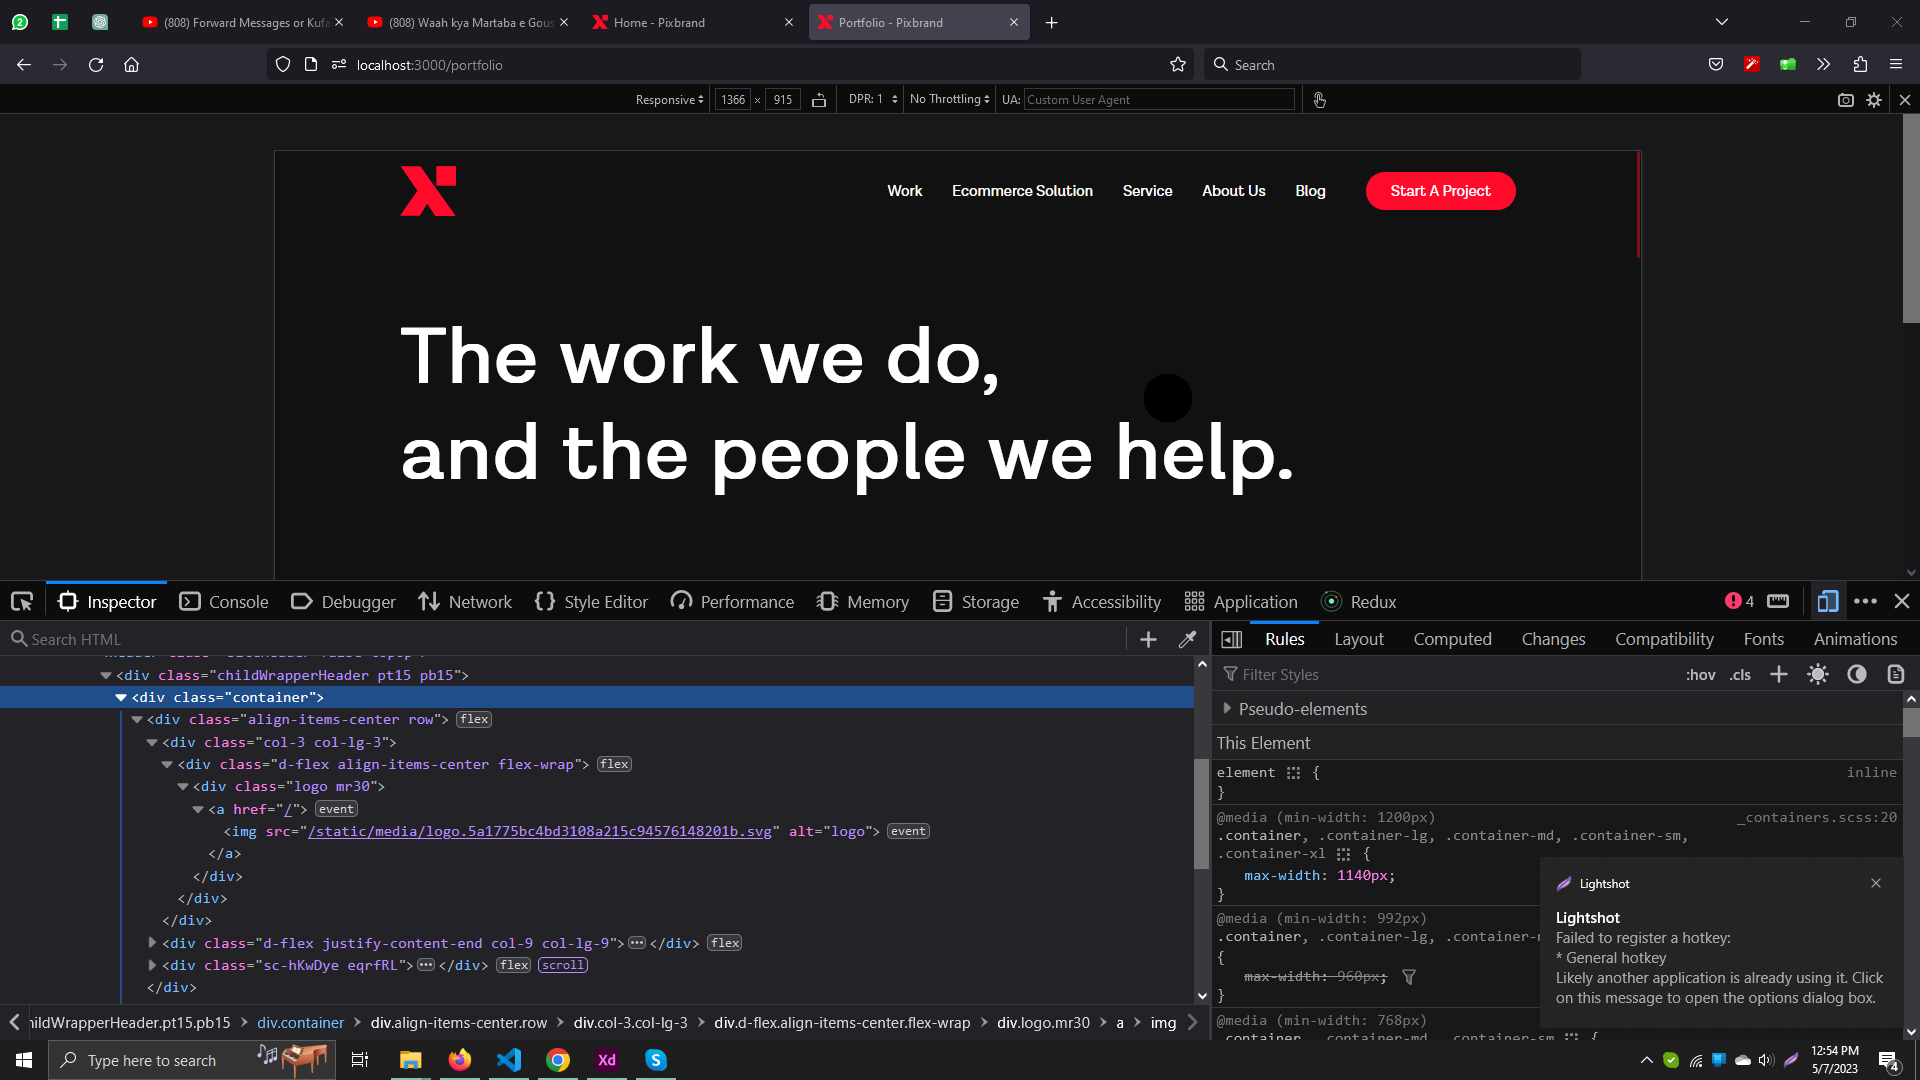 (808) Forward Messages or Kufa
(808) Waah kya Martaba e Gous
Home - Pixbrand
Portfolio - Pixbrand
localhost:3000/portfolio
Search
Responsive
1366 × 915
DPR: 1
No Throttling
UA: Custom User Agent
Work
Ecommerce Solution
Service
About Us
Blog
Start A Project
The work we do,
and the people we help.
Inspector
Console
Debugger
Network
Style Editor
Performance
Memory
Storage
Accessibility
Application
Redux
4
Search HTML
<div class="childWrapperHeader pt15 pb15">
<div class="container">
<div class="align-items-center row"> flex
<div class="col-3 col-lg-3">
<div class="d-flex align-items-center flex-wrap"> flex
<div class="logo mr30">
<a href="/"> event
<img src="/static/media/logo.5a1775bc4bd3108a215c94576148201b.svg" alt="logo"> event
</a>
</div>
</div>
</div>
<div class="d-flex justify-content-end col-9 col-lg-9"> ••• </div> flex
<div class="sc-hKwDye eqrfRL"> ••• </div> flex scroll
</div>
hildWrapperHeader.pt15.pb15 > div.container > div.align-items-center.row > div.col-3.col-lg-3 > div.d-flex.align-items-center.flex-wrap > div.logo.mr30 > a > img
Rules
Layout
Computed
Changes
Compatibility
Fonts
Animations
Filter Styles
:hov .cls
Pseudo-elements
This Element
element { inline
}
@media (min-width: 1200px) _containers.scss:20
.container, .container-lg, .container-md, .container-sm,
.container-xl {
max-width: 1140px;
}
@media (min-width: 992px)
.container, .container-lg, .container-m
{
max-width: 960px;
}
@media (min-width: 768px)
.container, .container-md, .container-sm {
Lightshot
Lightshot
Failed to register a hotkey:
* General hotkey
Likely another application is already using it. Click
on this message to open the options dialog box.
Type here to search
Xd
12:54 PM
5/7/2023
4